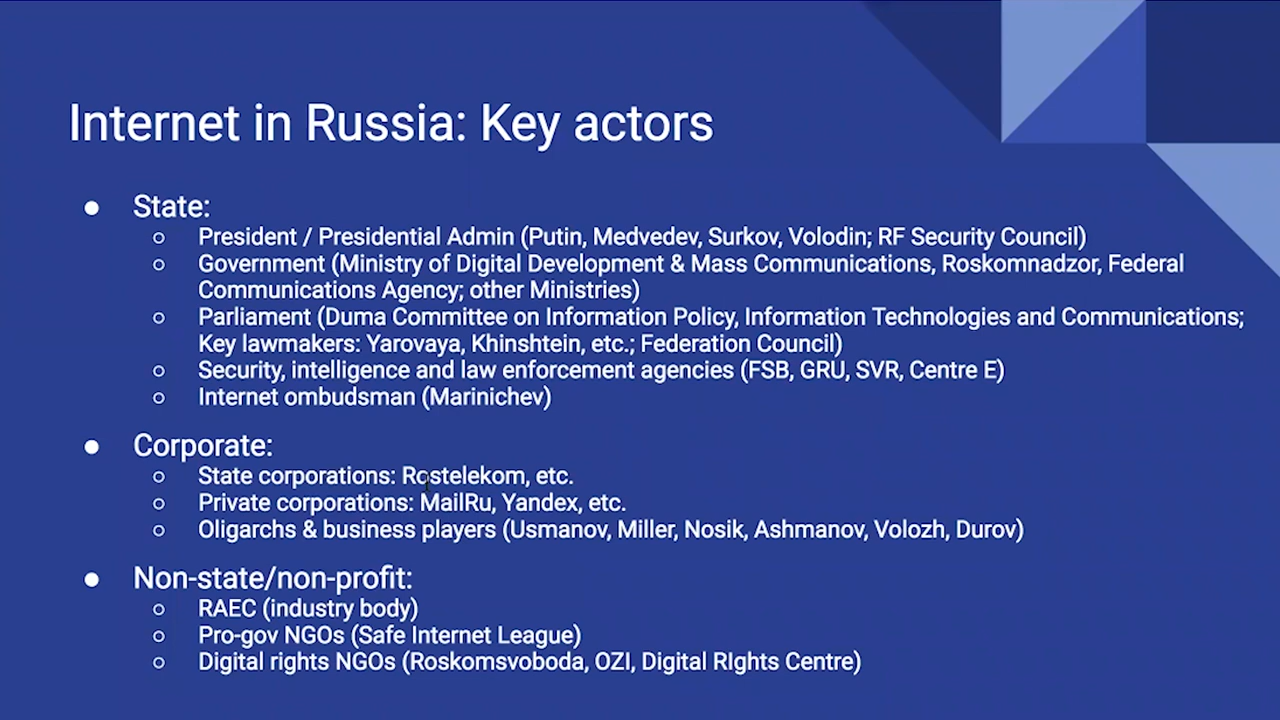 Internet in Russia: Key actors
● State:
○ President / Presidential Admin (Putin, Medvedev, Surkov, Volodin; RF Security Council)
○ Government (Ministry of Digital Development & Mass Communications, Roskomnadzor, Federal
Communications Agency; other Ministries)
○ Parliament (Duma Committee on Information Policy, Information Technologies and Communications;
Key lawmakers: Yarovaya, Khinshtein, etc.; Federation Council)
○ Security, intelligence and law enforcement agencies (FSB, GRU, SVR, Centre E)
○ Internet ombudsman (Marinichev)
● Corporate:
○ State corporations: Rostelekom, etc.
○ Private corporations: MailRu, Yandex, etc.
○ Oligarchs & business players (Usmanov, Miller, Nosik, Ashmanov, Volozh, Durov)
● Non-state/non-profit:
○ RAEC (industry body)
○ Pro-gov NGOs (Safe Internet League)
○ Digital rights NGOs (Roskomsvoboda, OZI, Digital RIghts Centre)